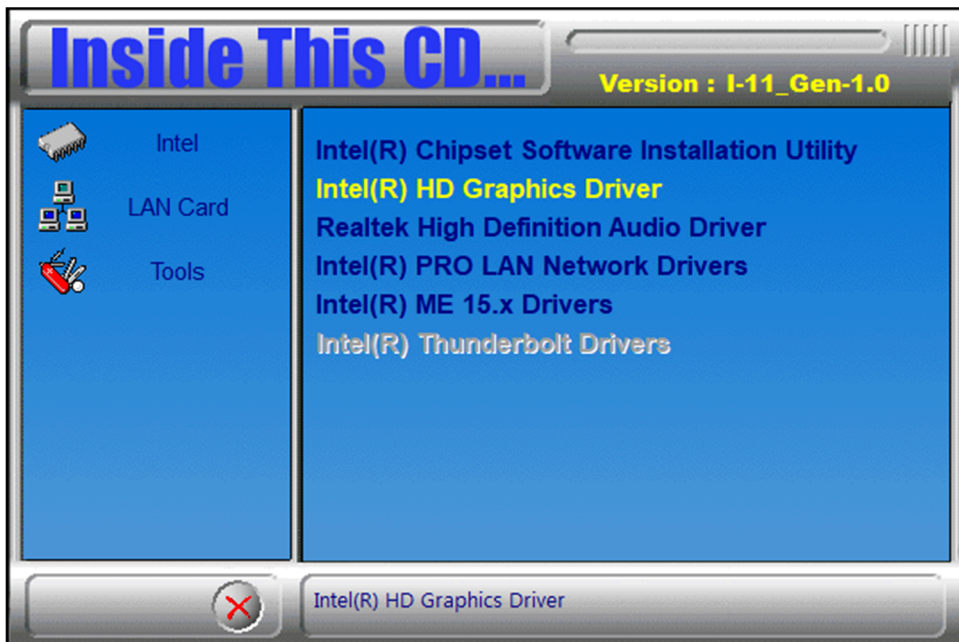 Inside This CD...
Version : I-11_Gen-1.0
Intel
LAN Card
Tools
Intel(R) Chipset Software Installation Utility
Intel(R) HD Graphics Driver
Realtek High Definition Audio Driver
Intel(R) PRO LAN Network Drivers
Intel(R) ME 15.x Drivers
Intel(R) Thunderbolt Drivers
Intel(R) HD Graphics Driver